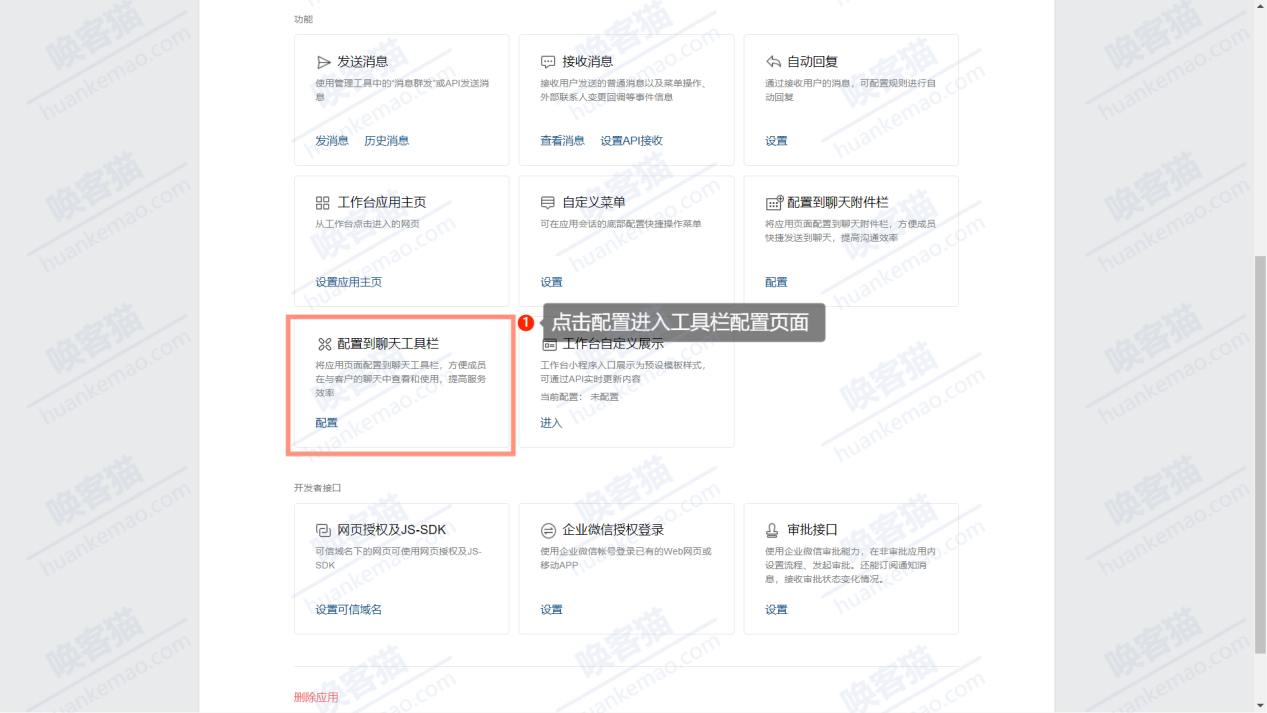 功能
发送消息
使用管理工具中的"消息群发"或API发送消
息
发消息 历史消息
接收消息
接收用户发送的普通消息以及菜单操作、
外部联系人变更回调等事件信息
查看消息 设置API接收
自动回复
通过接收用户的消息，可配置规则进行自
动回复
设置
工作台应用主页
从工作台点击进入的网页
设置应用主页
自定义菜单
可在应用会话的底部配置快捷操作菜单
设置
配置到聊天附件栏
将应用页面配置到聊天附件栏，方便成员
快捷发送到聊天，提高沟通效率
配置
配置到聊天工具栏
将应用页面配置到聊天工具栏，方便成员
在与客户的聊天中查看和使用，提高服务
效率
配置
1 点击配置进入工具栏配置页面
工作台自定义展示
工作台小程序入口展示为预设模板样式，
可通过API实时更新内容
当前配置： 未配置
进入
开发者接口
网页授权及JS-SDK
可信域名下的网页可使用网页授权及JS-
SDK
设置可信域名
企业微信授权登录
使用企业微信帐号登录已有的Web网页或
移动APP
设置
审批接口
使用企业微信审批能力，在非审批应用内
设置流程、发起审批。还能订阅通知消
息，接收审批状态变化情况。
设置
删除应用
唤客猫
huankemao.com